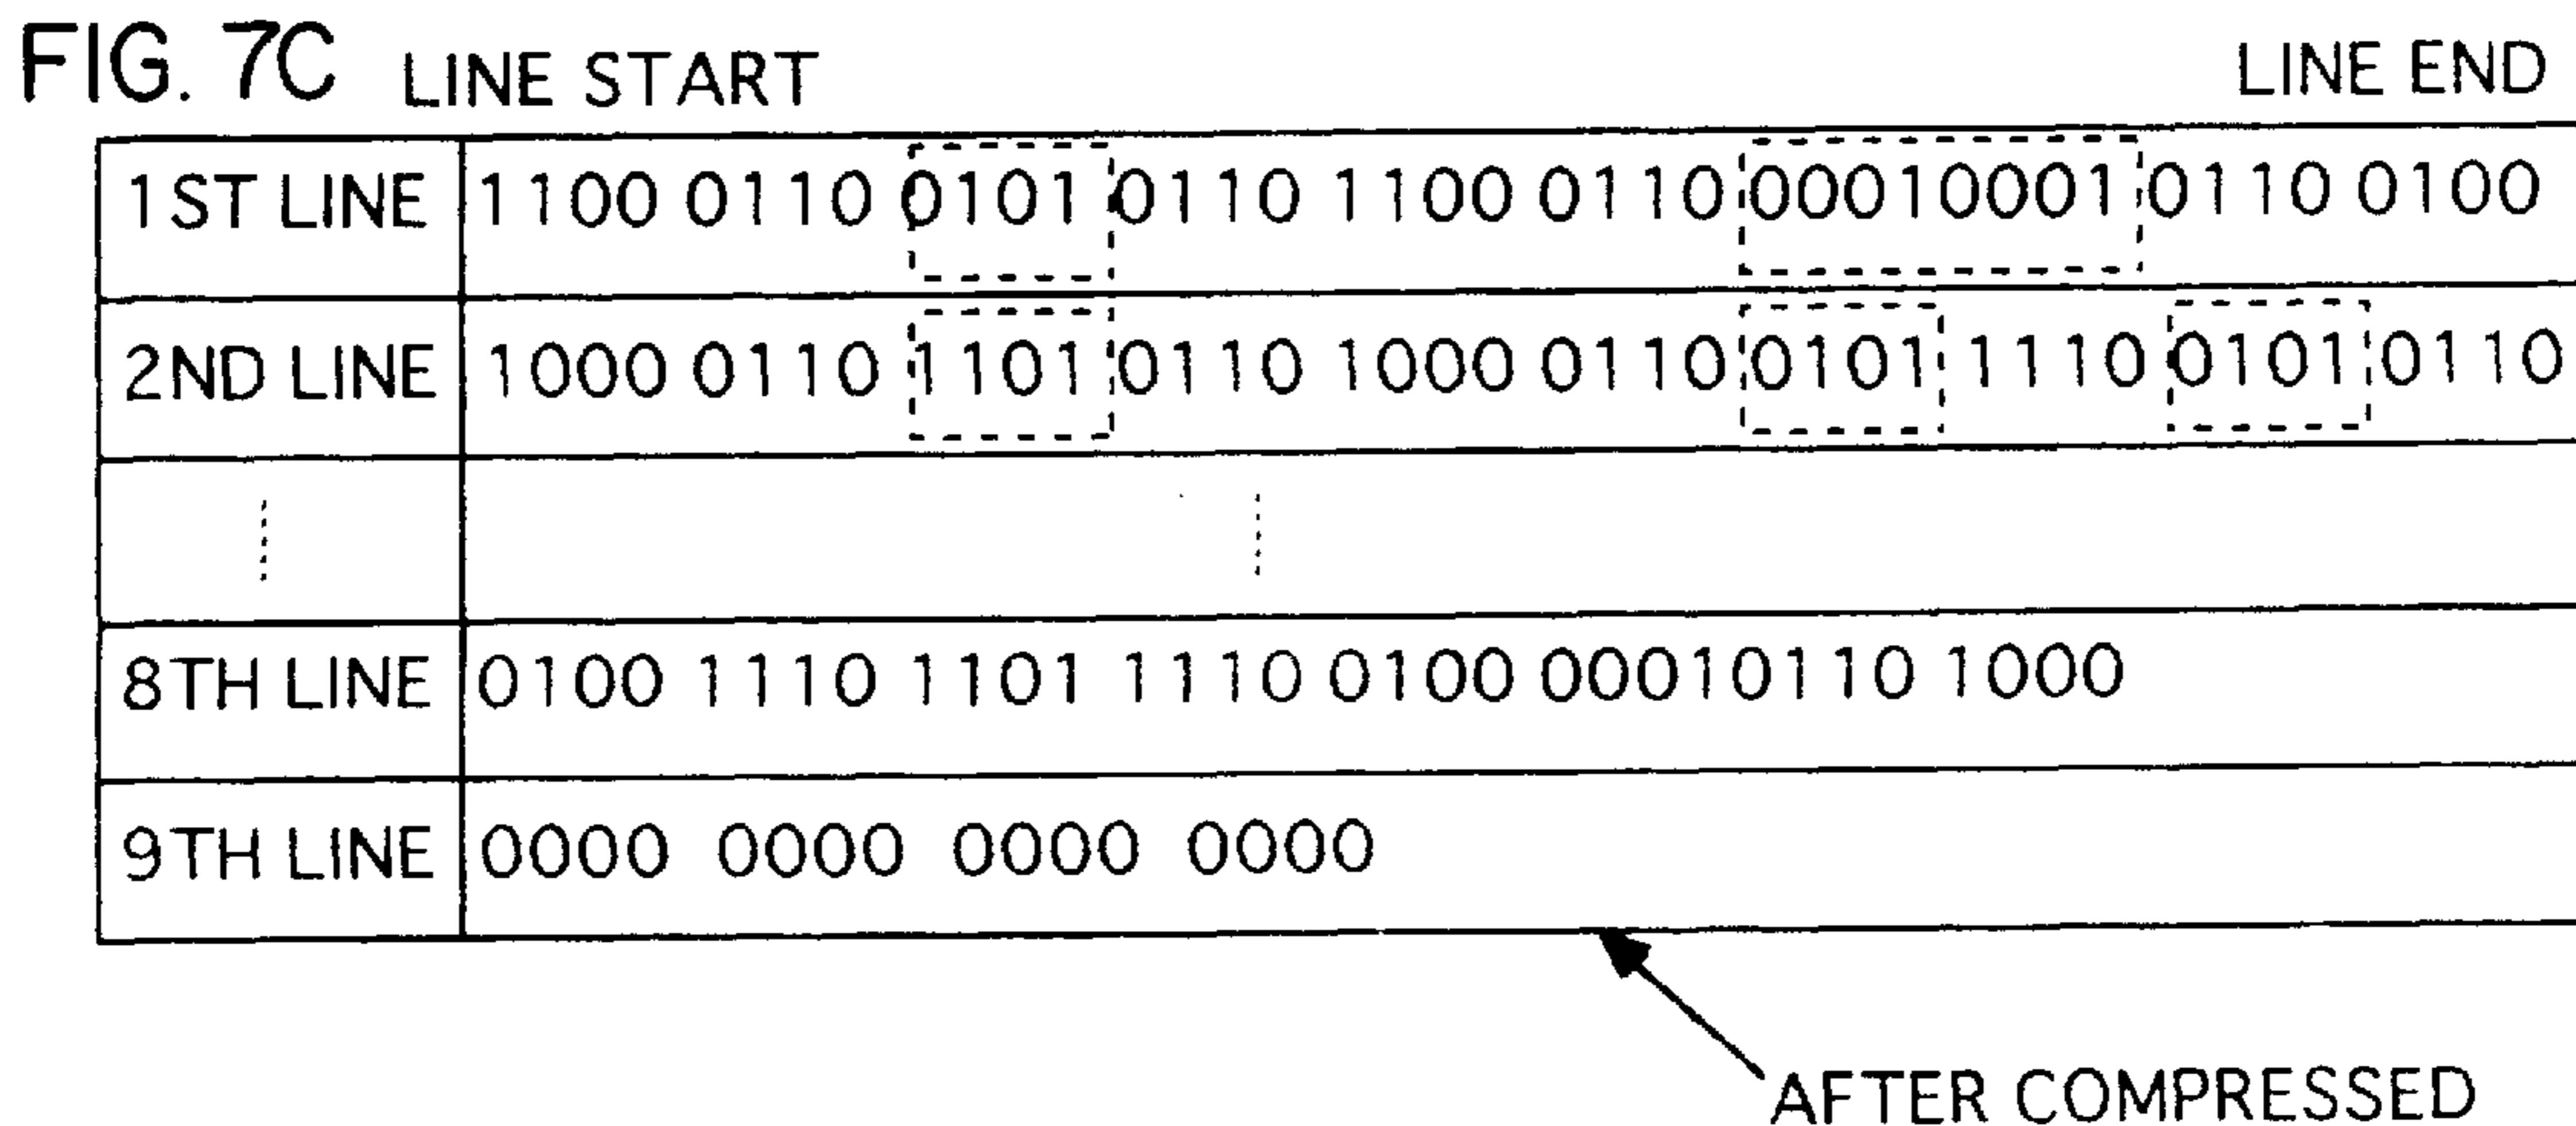 FIG. 7C LINE START LINE END
1ST LINE 1100 0110 0101 0110 1100 0110 00010001 0110 0100
2ND LINE 1000 0110 1101 0110 1000 0110 0101 1110 0101 0110
8TH LINE 0100 1110 1101 1110 0100 00010110 1000
9TH LINE 0000 0000 0000 0000
AFTER COMPRESSED